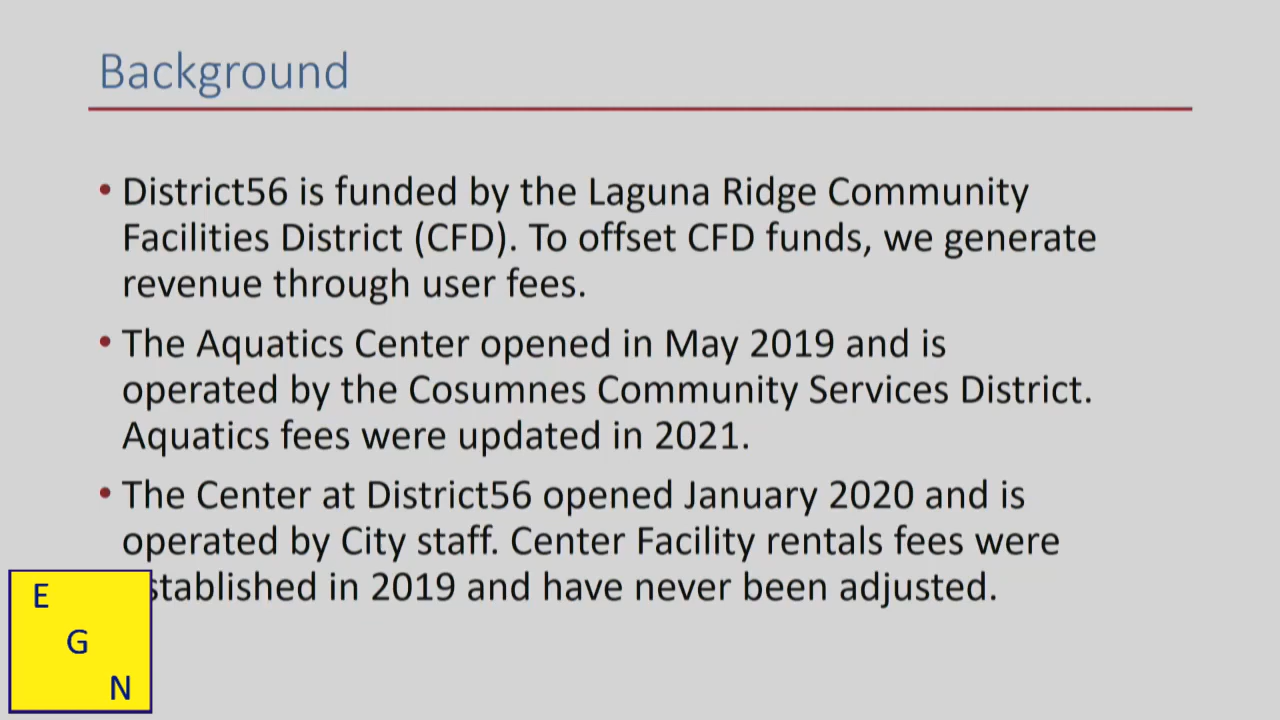 Background
• District56 is funded by the Laguna Ridge Community
Facilities District (CFD). To offset CFD funds, we generate
revenue through user fees.
• The Aquatics Center opened in May 2019 and is
operated by the Cosumnes Community Services District.
Aquatics fees were updated in 2021.
• The Center at District56 opened January 2020 and is
operated by City staff. Center Facility rentals fees were
stablished in 2019 and have never been adjusted.
E
G
N